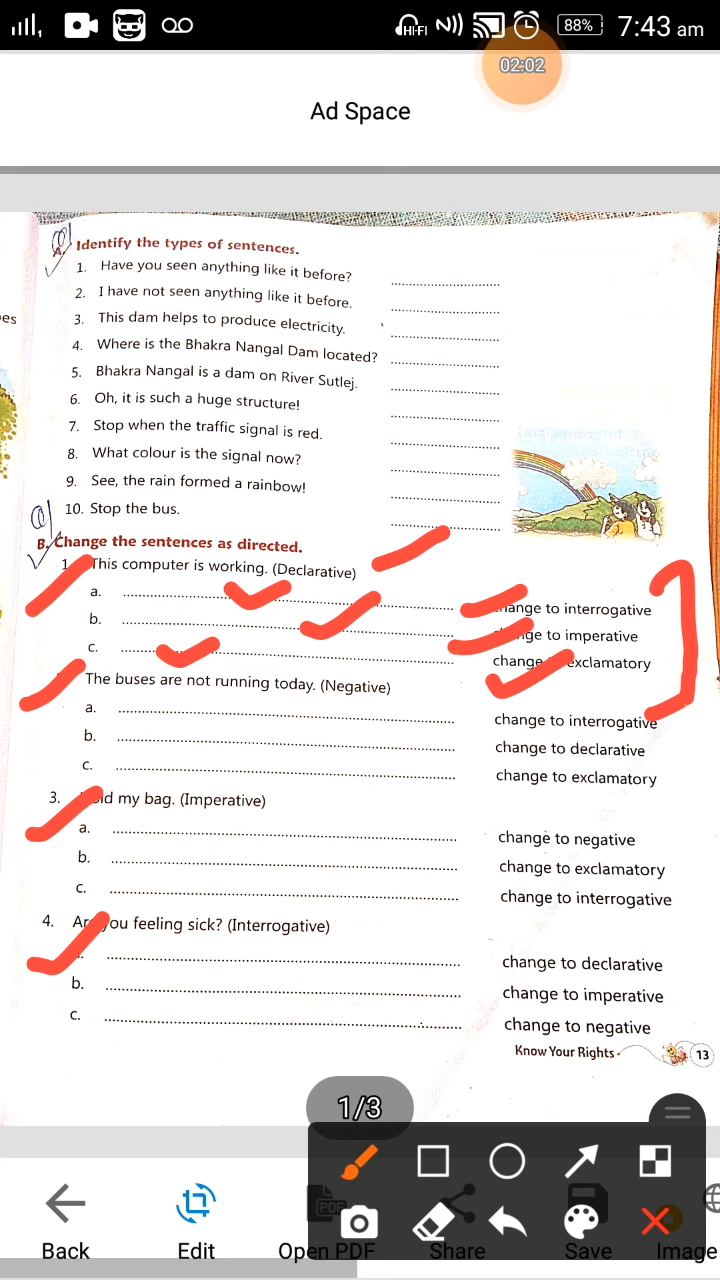 HI-FI 88% 7:43 am
02:02
Ad Space
A. Identify the types of sentences.
1. Have you seen anything like it before?
2. I have not seen anything like it before.
3. This dam helps to produce electricity.
es
4. Where is the Bhakra Nangal Dam located?
5. Bhakra Nangal is a dam on River Sutlej.
6. Oh, it is such a huge structure!
7. Stop when the traffic signal is red.
8. What colour is the signal now?
9. See, the rain formed a rainbow!
10. Stop the bus.
B. Change the sentences as directed.
1. This computer is working. (Declarative)
a. change to interrogative
b. change to imperative
c. change exclamatory
The buses are not running today. (Negative)
a. change to interrogative
b. change to declarative
c. change to exclamatory
3. my bag. (Imperative)
a. change to negative
b. change to exclamatory
c. change to interrogative
4. Are you feeling sick? (Interrogative)
change to declarative
b. change to imperative
c. change to negative
Know Your Rights 13
1/3
Back Edit Open PDF Share Save Image